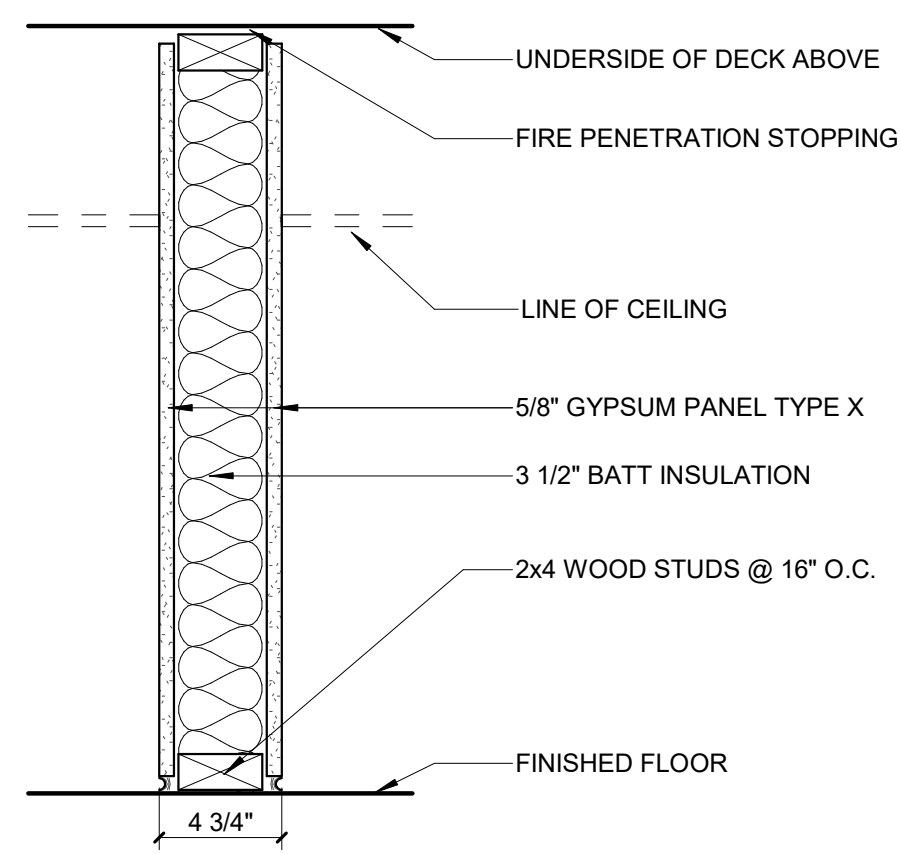 UNDERSIDE OF DECK ABOVE
FIRE PENETRATION STOPPING
LINE OF CEILING
5/8" GYPSUM PANEL TYPE X
3 1/2" BATT INSULATION
2x4 WOOD STUDS @ 16" O.C.
FINISHED FLOOR
4 3/4"